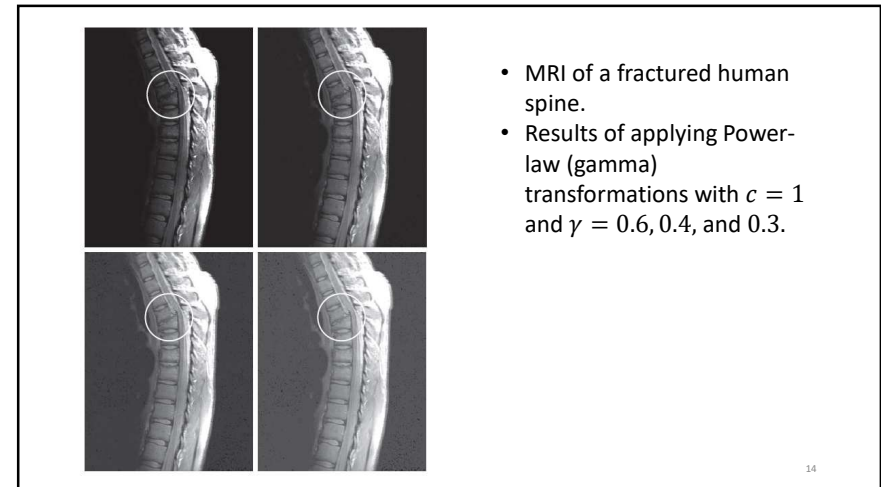 • MRI of a fractured human
spine.
• Results of applying Power-
law (gamma)
transformations with 𝑐 = 1
and 𝛾 = 0.6, 0.4, and 0.3.
14